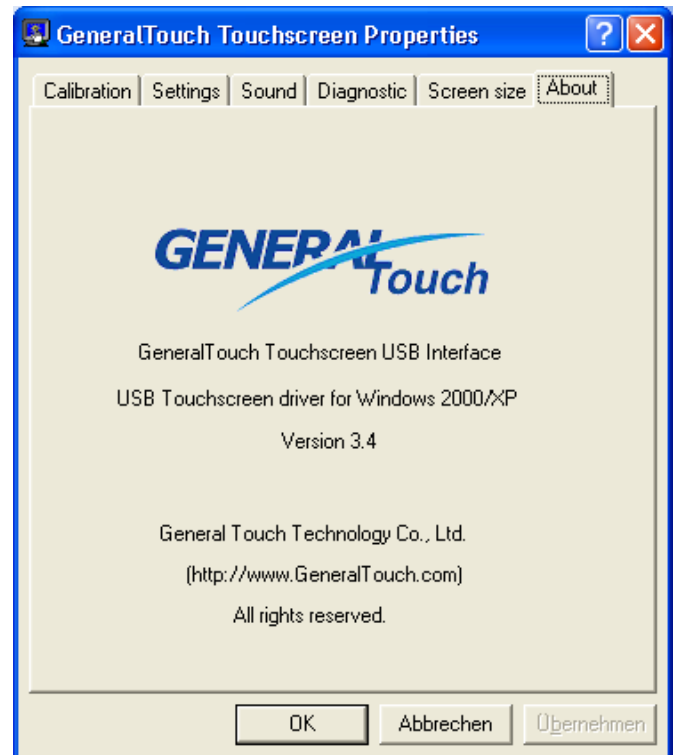 GeneralTouch Touchscreen Properties
Calibration Settings Sound Diagnostic Screen size About
GENERAL
Touch
GeneralTouch Touchscreen USB Interface
USB Touchscreen driver for Windows 2000/XP
Version 3.4
General Touch Technology Co., Ltd.
(http://www.GeneralTouch.com)
All rights reserved.
OK Abbrechen Übernehmen